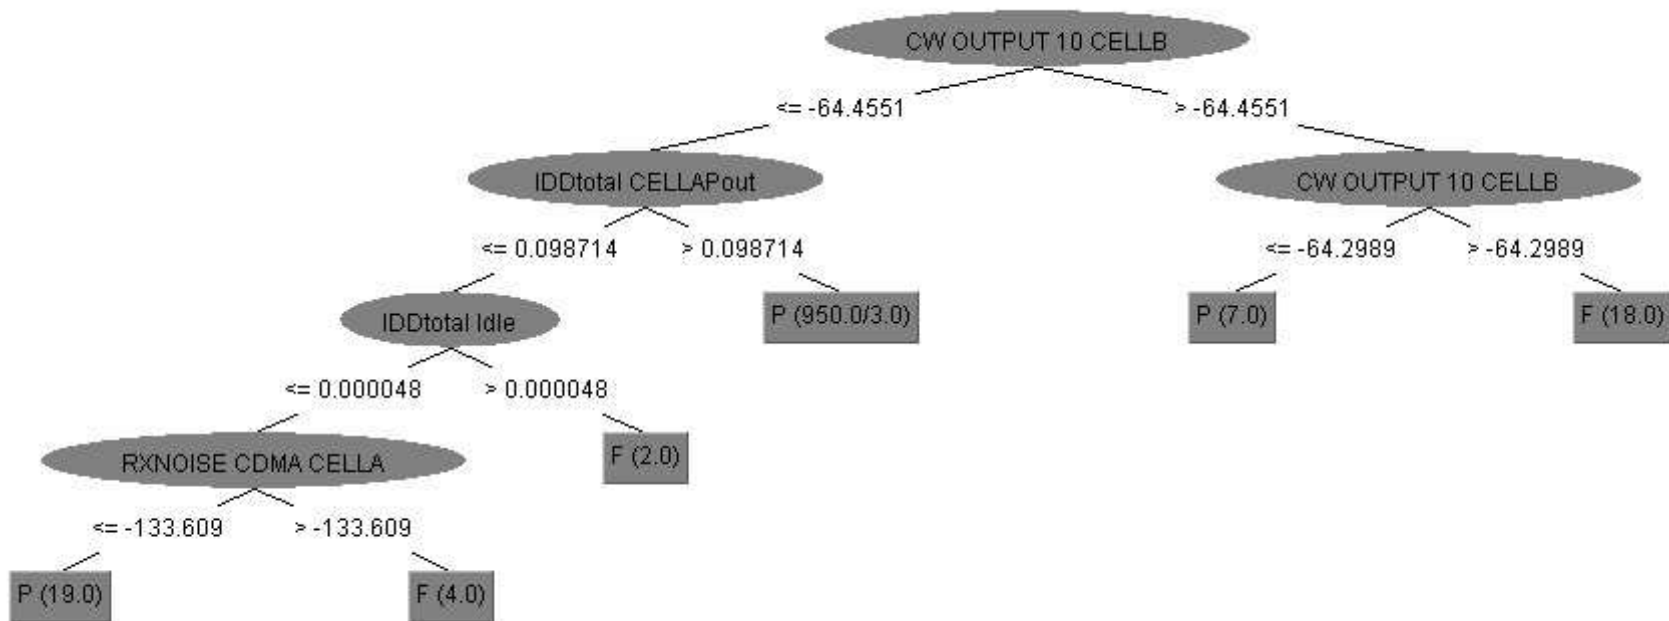 CW OUTPUT 10 CELLB
<= -64.4551
> -64.4551
IDDtotal CELLAPout
CW OUTPUT 10 CELLB
<= 0.098714
> 0.098714
<= -64.2989
> -64.2989
IDDtotal Idle
P (950.0/3.0)
P (7.0)
F (18.0)
<= 0.000048
> 0.000048
RXNOISE CDMA CELLA
F (2.0)
<= -133.609
> -133.609
P (19.0)
F (4.0)